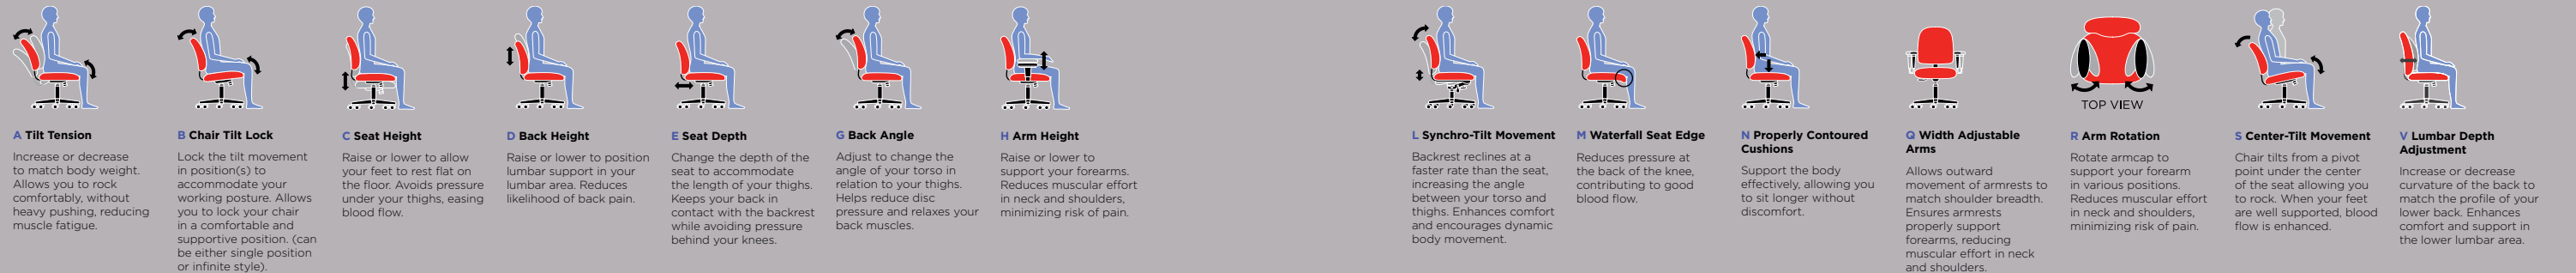 A Tilt Tension
Increase or decrease
to match body weight.
Allows you to rock
comfortably, without
heavy pushing, reducing
muscle fatigue.
B Chair Tilt Lock
Lock the tilt movement
in position(s) to
accommodate your
working posture. Allows
you to lock your chair
in a comfortable and
supportive position. (can
be either single position
or infinite style).
C Seat Height
Raise or lower to allow
your feet to rest flat on
the floor. Avoids pressure
under your thighs, easing
blood flow.
D Back Height
Raise or lower to position
lumbar support in your
lumbar area. Reduces
likelihood of back pain.
E Seat Depth
Change the depth of the
seat to accommodate
the length of your thighs.
Keeps your back in
contact with the backrest
while avoiding pressure
behind your knees.
G Back Angle
Adjust to change the
angle of your torso in
relation to your thighs.
Helps reduce disc
pressure and relaxes your
back muscles.
H Arm Height
Raise or lower to
support your forearms.
Reduces muscular effort
in neck and shoulders,
minimizing risk of pain.
L Synchro-Tilt Movement
Backrest reclines at a
faster rate than the seat,
increasing the angle
between your torso and
thighs. Enhances comfort
and encourages dynamic
body movement.
M Waterfall Seat Edge
Reduces pressure at
the back of the knee,
contributing to good
blood flow.
N Properly Contoured
Cushions
Support the body
effectively, allowing you
to sit longer without
discomfort.
Q Width Adjustable
Arms
Allows outward
movement of armrests to
match shoulder breadth.
Ensures armrests
properly support
forearms, reducing
muscular effort in neck
and shoulders.
TOP VIEW
R Arm Rotation
Rotate armcap to
support your forearm
in various positions.
Reduces muscular effort
in neck and shoulders,
minimizing risk of pain.
S Center-Tilt Movement
Chair tilts from a pivot
point under the center
of the seat allowing you
to rock. When your feet
are well supported, blood
flow is enhanced.
V Lumbar Depth
Adjustment
Increase or decrease
curvature of the back to
match the profile of your
lower back. Enhances
comfort and support in
the lower lumbar area.